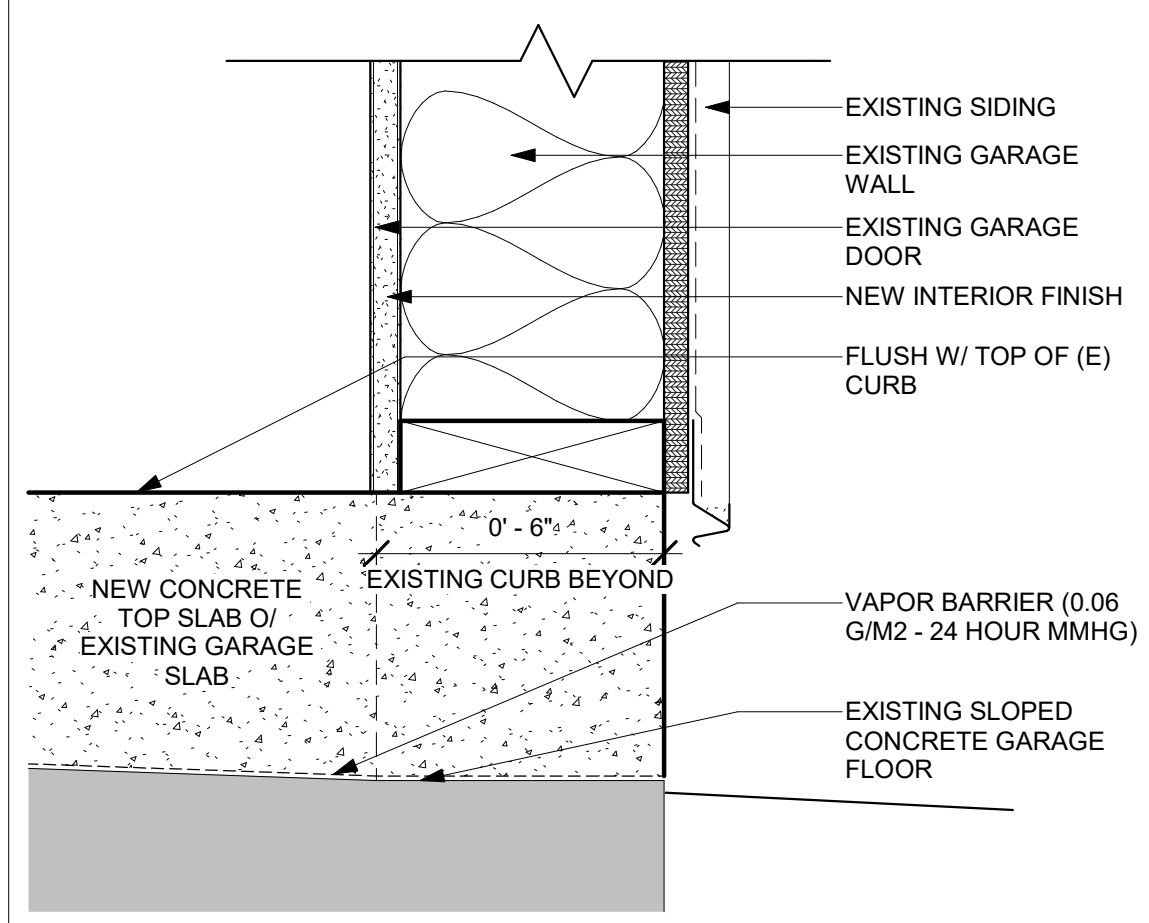 EXISTING SIDING
EXISTING GARAGE
WALL
EXISTING GARAGE
DOOR
NEW INTERIOR FINISH
FLUSH W/ TOP OF (E)
CURB
0' - 6"
EXISTING CURB BEYOND
NEW CONCRETE
TOP SLAB O/
EXISTING GARAGE
SLAB
VAPOR BARRIER (0.06
G/M2 - 24 HOUR MMHG)
EXISTING SLOPED
CONCRETE GARAGE
FLOOR